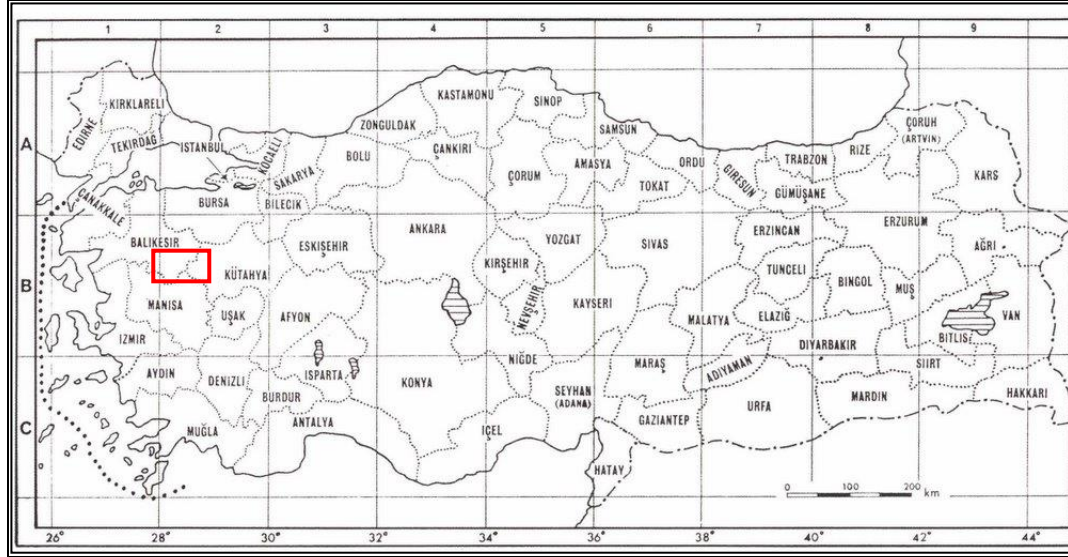 1 2 3 4 5 6 7 8 9
A
B
C
EDİRNE
KIRKLARELİ
TEKİRDAĞ
ISTANBUL
KOCAELİ
SAKARYA
ZONGULDAK
BOLU
KASTAMONU
ÇANKIRI
SİNOP
ÇORUM
SAMSUN
AMASYA
TOKAT
ORDU
GİRESUN
TRABZON
GÜMÜŞANE
RİZE
ÇORUH
(ARTVİN)
KARS
ÇANAKKALE
BURSA
BİLECİK
BALIKESİR
KÜTAHYA
ESKİŞEHİR
ANKARA
KIRŞEHİR
YOZGAT
NEVŞEHİR
KAYSERİ
SİVAS
ERZİNCAN
TUNCELİ
ERZURUM
AĞRI
BİNGÖL
MUŞ
VAN
BİTLİS
MANİSA
UŞAK
AFYON
İZMİR
MALATYA
ELAZIĞ
DİYARBAKIR
SİİRT
AYDIN
DENİZLİ
ISPARTA
BURDUR
KONYA
NİĞDE
SEYHAN
(ADANA)
MARAŞ
ADIYAMAN
GAZİANTEP
URFA
MARDİN
HAKKARİ
MUĞLA
ANTALYA
İÇEL
HATAY
0 100 200 km
26° 28° 30° 32° 34° 36° 38° 40° 42° 44°